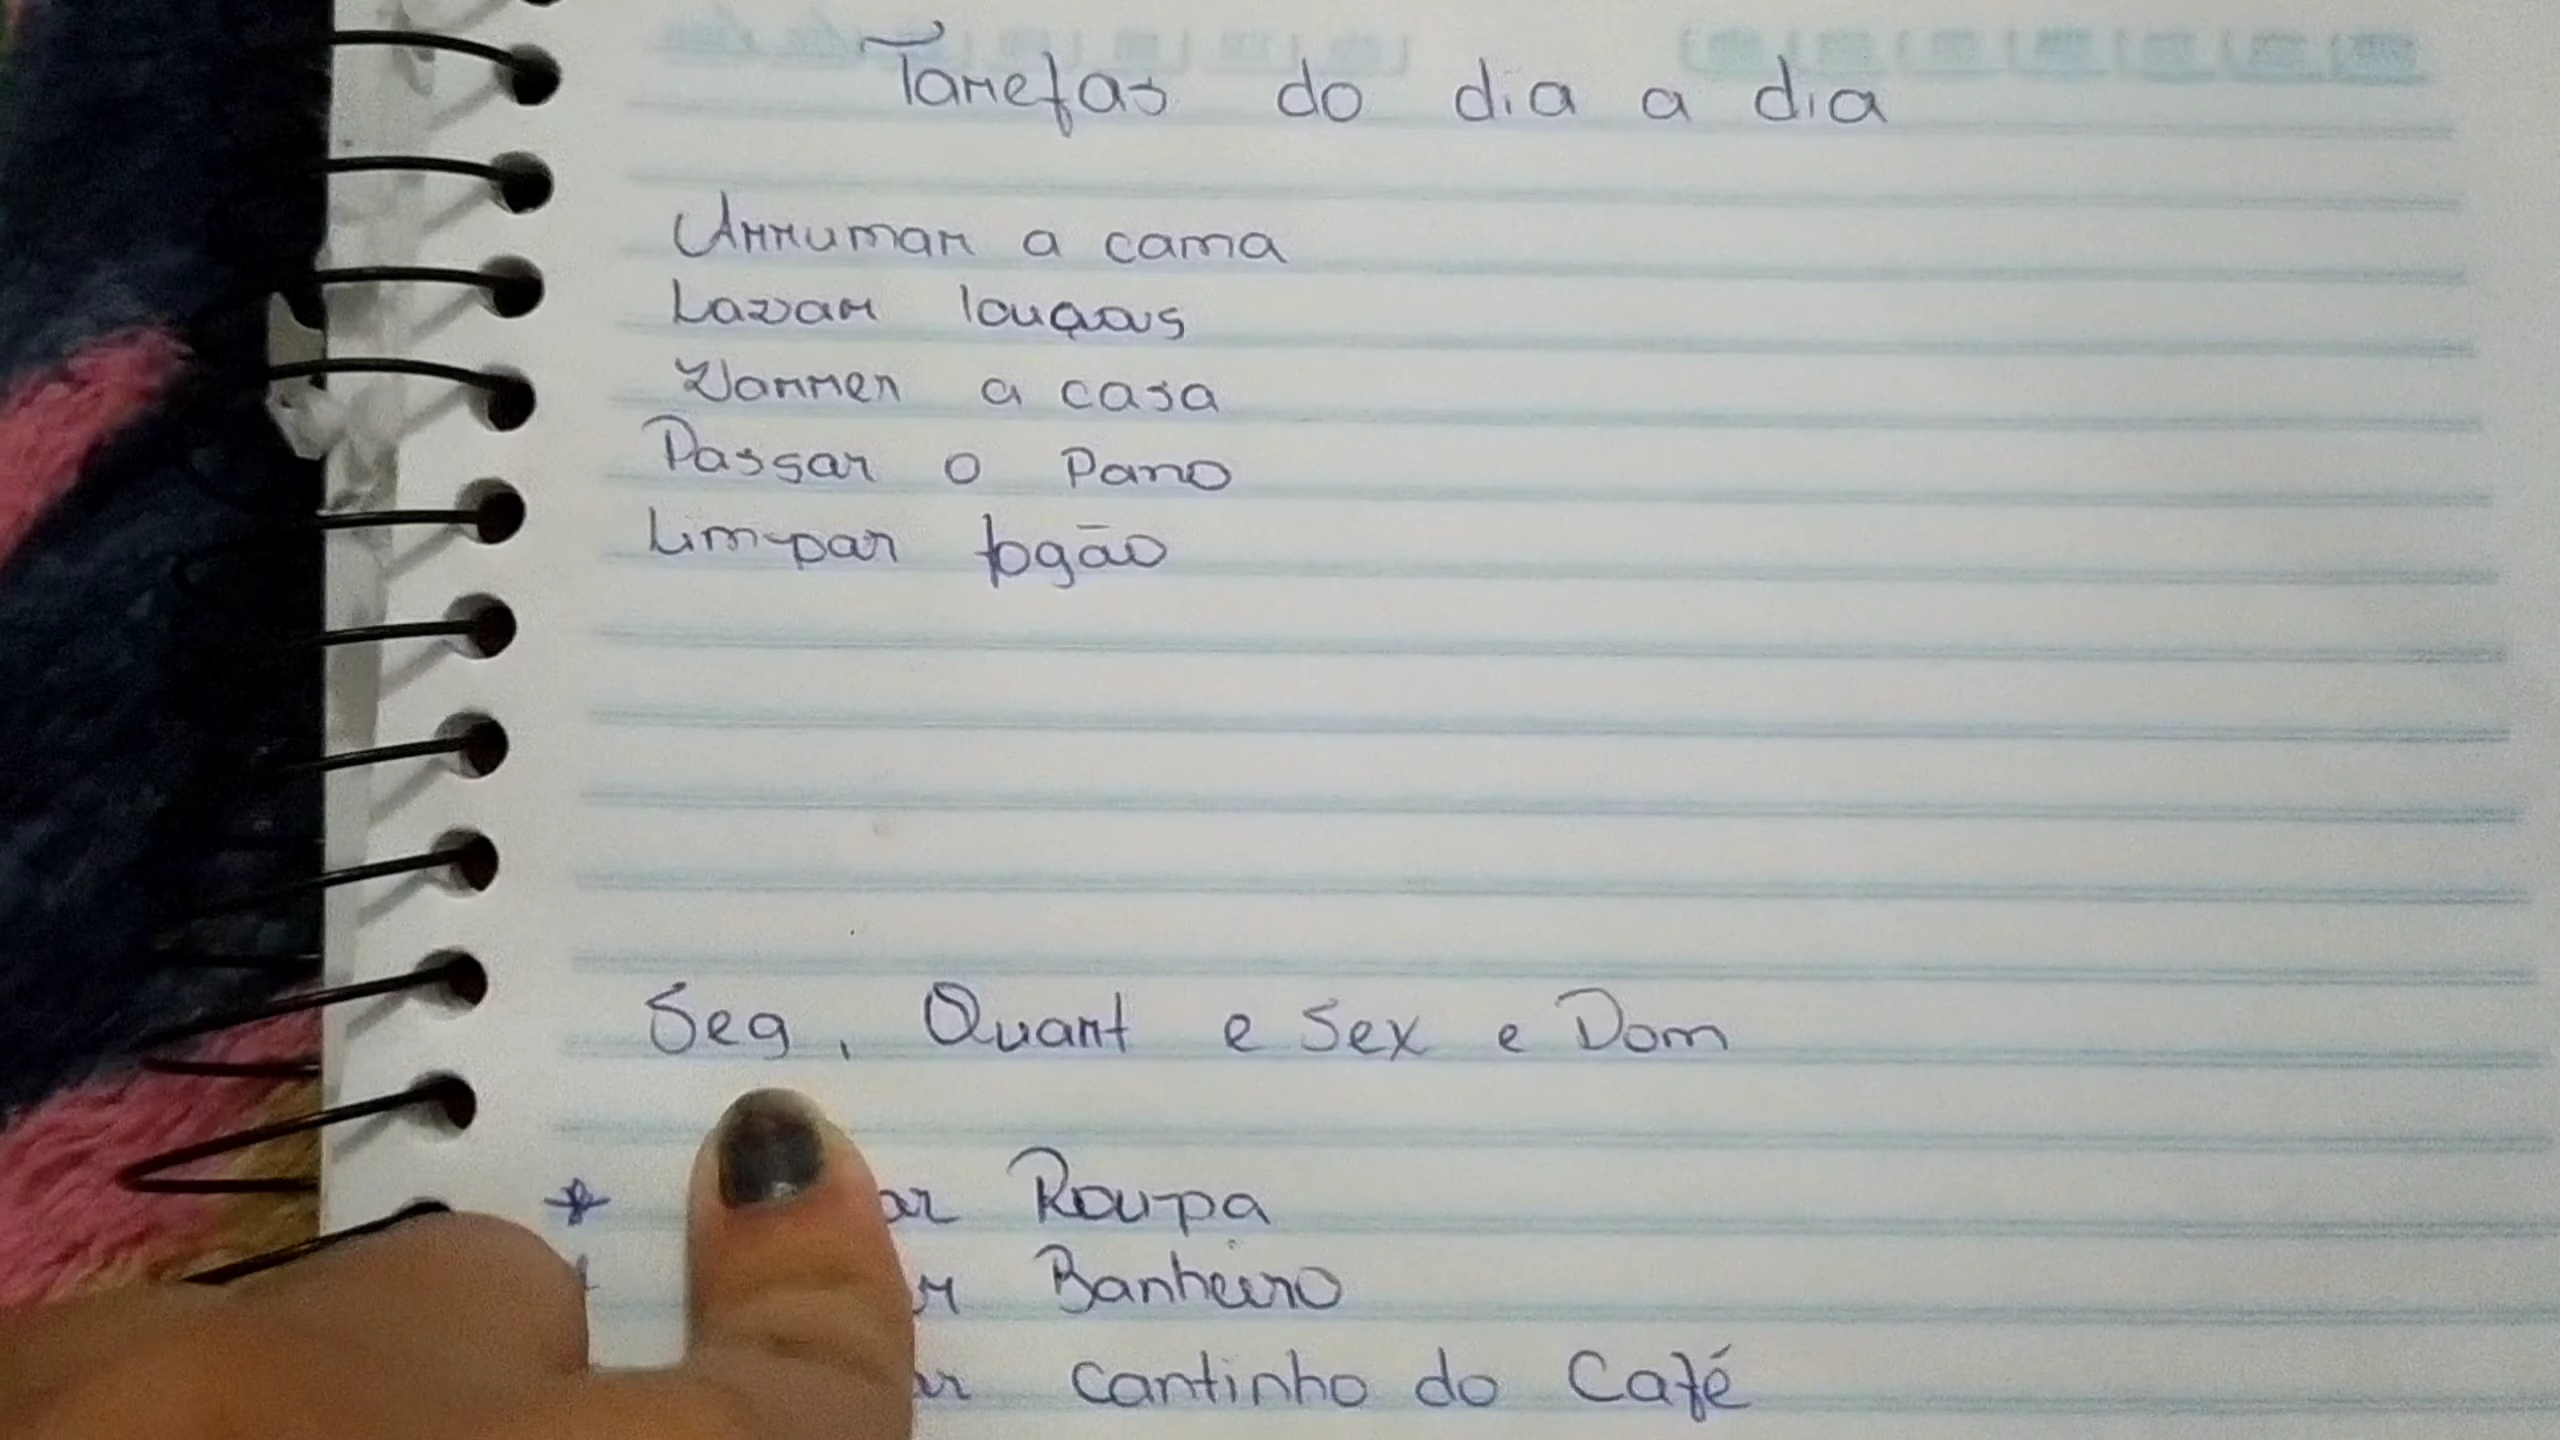 Tarefas do dia a dia
Arrumar a cama
Lavar louças
Varrer a casa
Passar o Pano
Limpar fogão
Seg, Quart e Sex e Dom
* Roupa
Banheiro
cantinho do Café